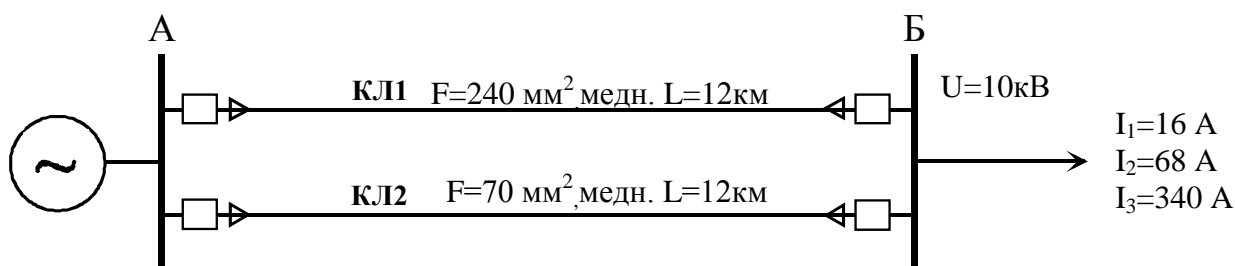 А
Б
КЛ1 F=240 мм², медн. L=12км
U=10кВ
I₁=16 А
I₂=68 А
I₃=340 А
~
КЛ2 F=70 мм², медн. L=12км